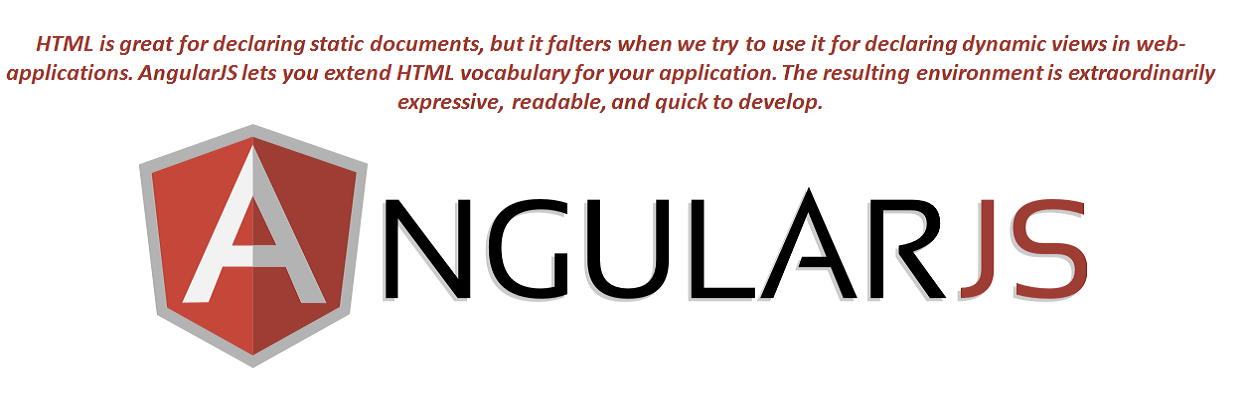 HTML is great for declaring static documents, but it falters when we try to use it for declaring dynamic views in web-
applications. AngularJS lets you extend HTML vocabulary for your application. The resulting environment is extraordinarily
expressive, readable, and quick to develop.
ANGULARJS